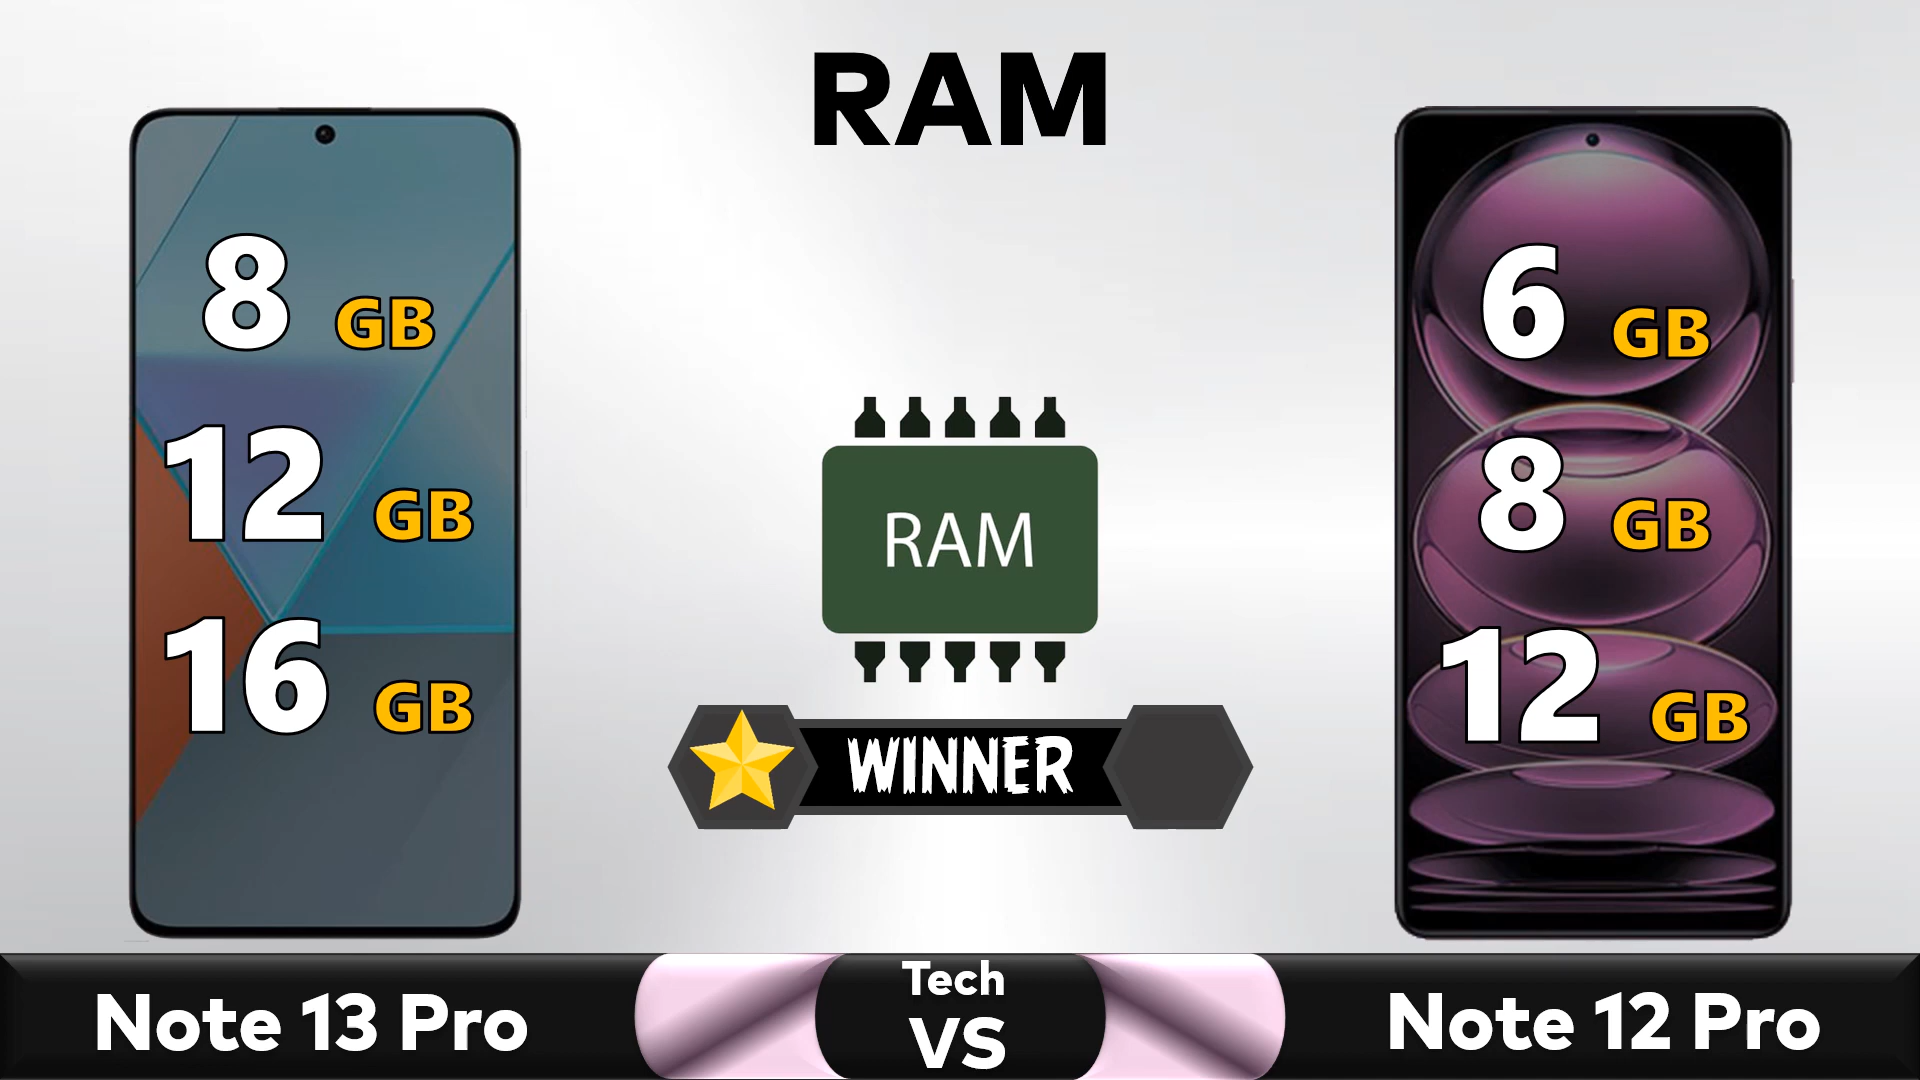 RAM
8 GB
12 GB
16 GB
RAM
WINNER
6 GB
8 GB
12 GB
Note 13 Pro
Tech
VS
Note 12 Pro